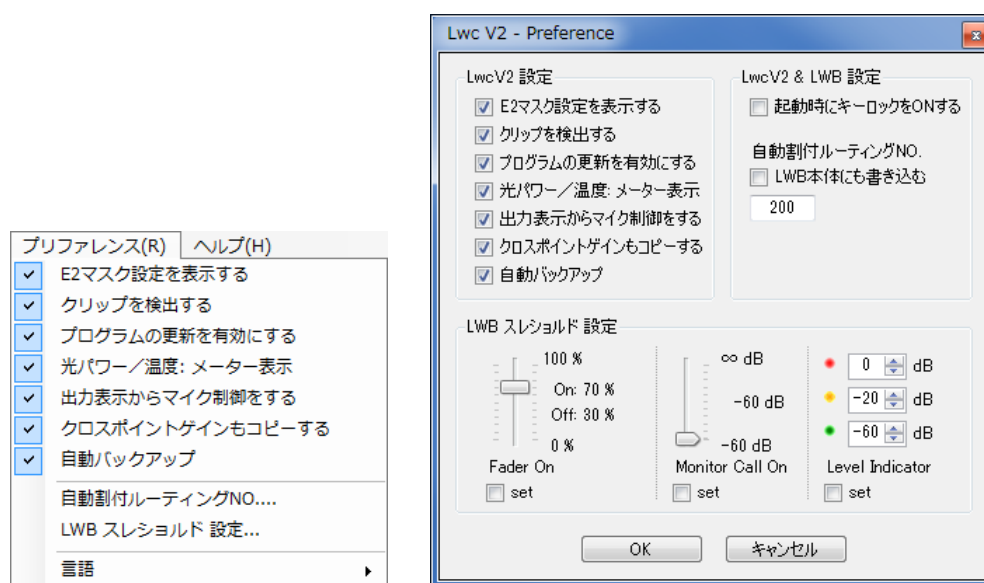 プリファレンス(R) ヘルプ(H)
E2マスク設定を表示する
クリップを検出する
プログラムの更新を有効にする
光パワー／温度: メーター表示
出力表示からマイク制御をする
クロスポイントゲインもコピーする
自動バックアップ
自動割付ルーティングNO....
LWB スレショルド 設定...
言語
Lwc V2 - Preference
LwcV2 設定
E2マスク設定を表示する
クリップを検出する
プログラムの更新を有効にする
光パワー／温度: メーター表示
出力表示からマイク制御をする
クロスポイントゲインもコピーする
自動バックアップ
LwcV2 & LWB 設定
起動時にキーロックをONする
自動割付ルーティングNO.
LWB本体にも書き込む
200
LWB スレショルド 設定
100 %
On: 70 %
Off: 30 %
0 %
Fader On
set
∞ dB
-60 dB
-60 dB
Monitor Call On
set
0 dB
-20 dB
-60 dB
Level Indicator
set
OK キャンセル